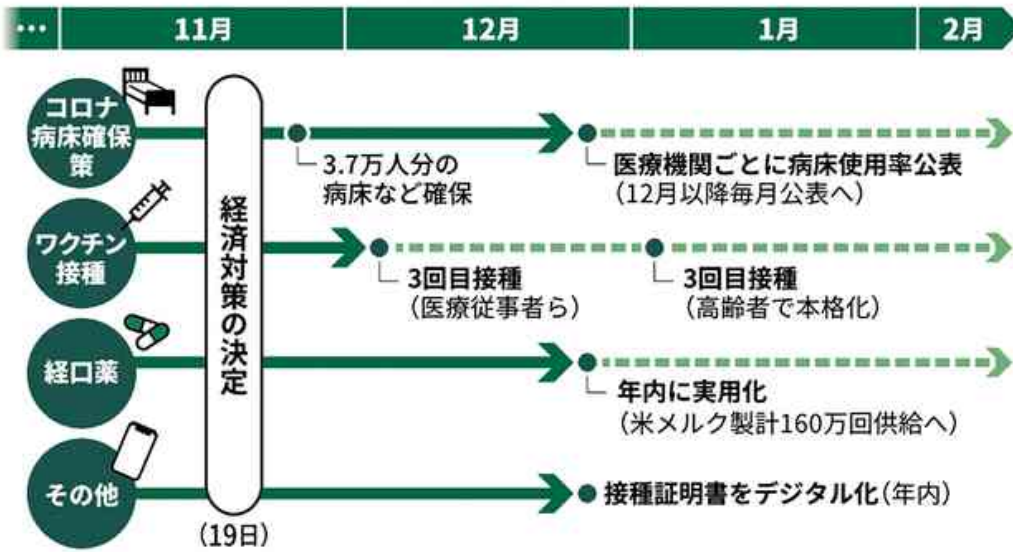 … 11月 12月 1月 2月
コロナ
病床確保
策
3.7万人分の
病床など確保
医療機関ごとに病床使用率公表
(12月以降毎月公表へ)
ワクチン
接種
3回目接種
(医療従事者ら)
3回目接種
(高齢者で本格化)
経口薬
年内に実用化
(米メルク製計160万回供給へ)
その他
接種証明書をデジタル化(年内)
経済対策の決定
(19日)